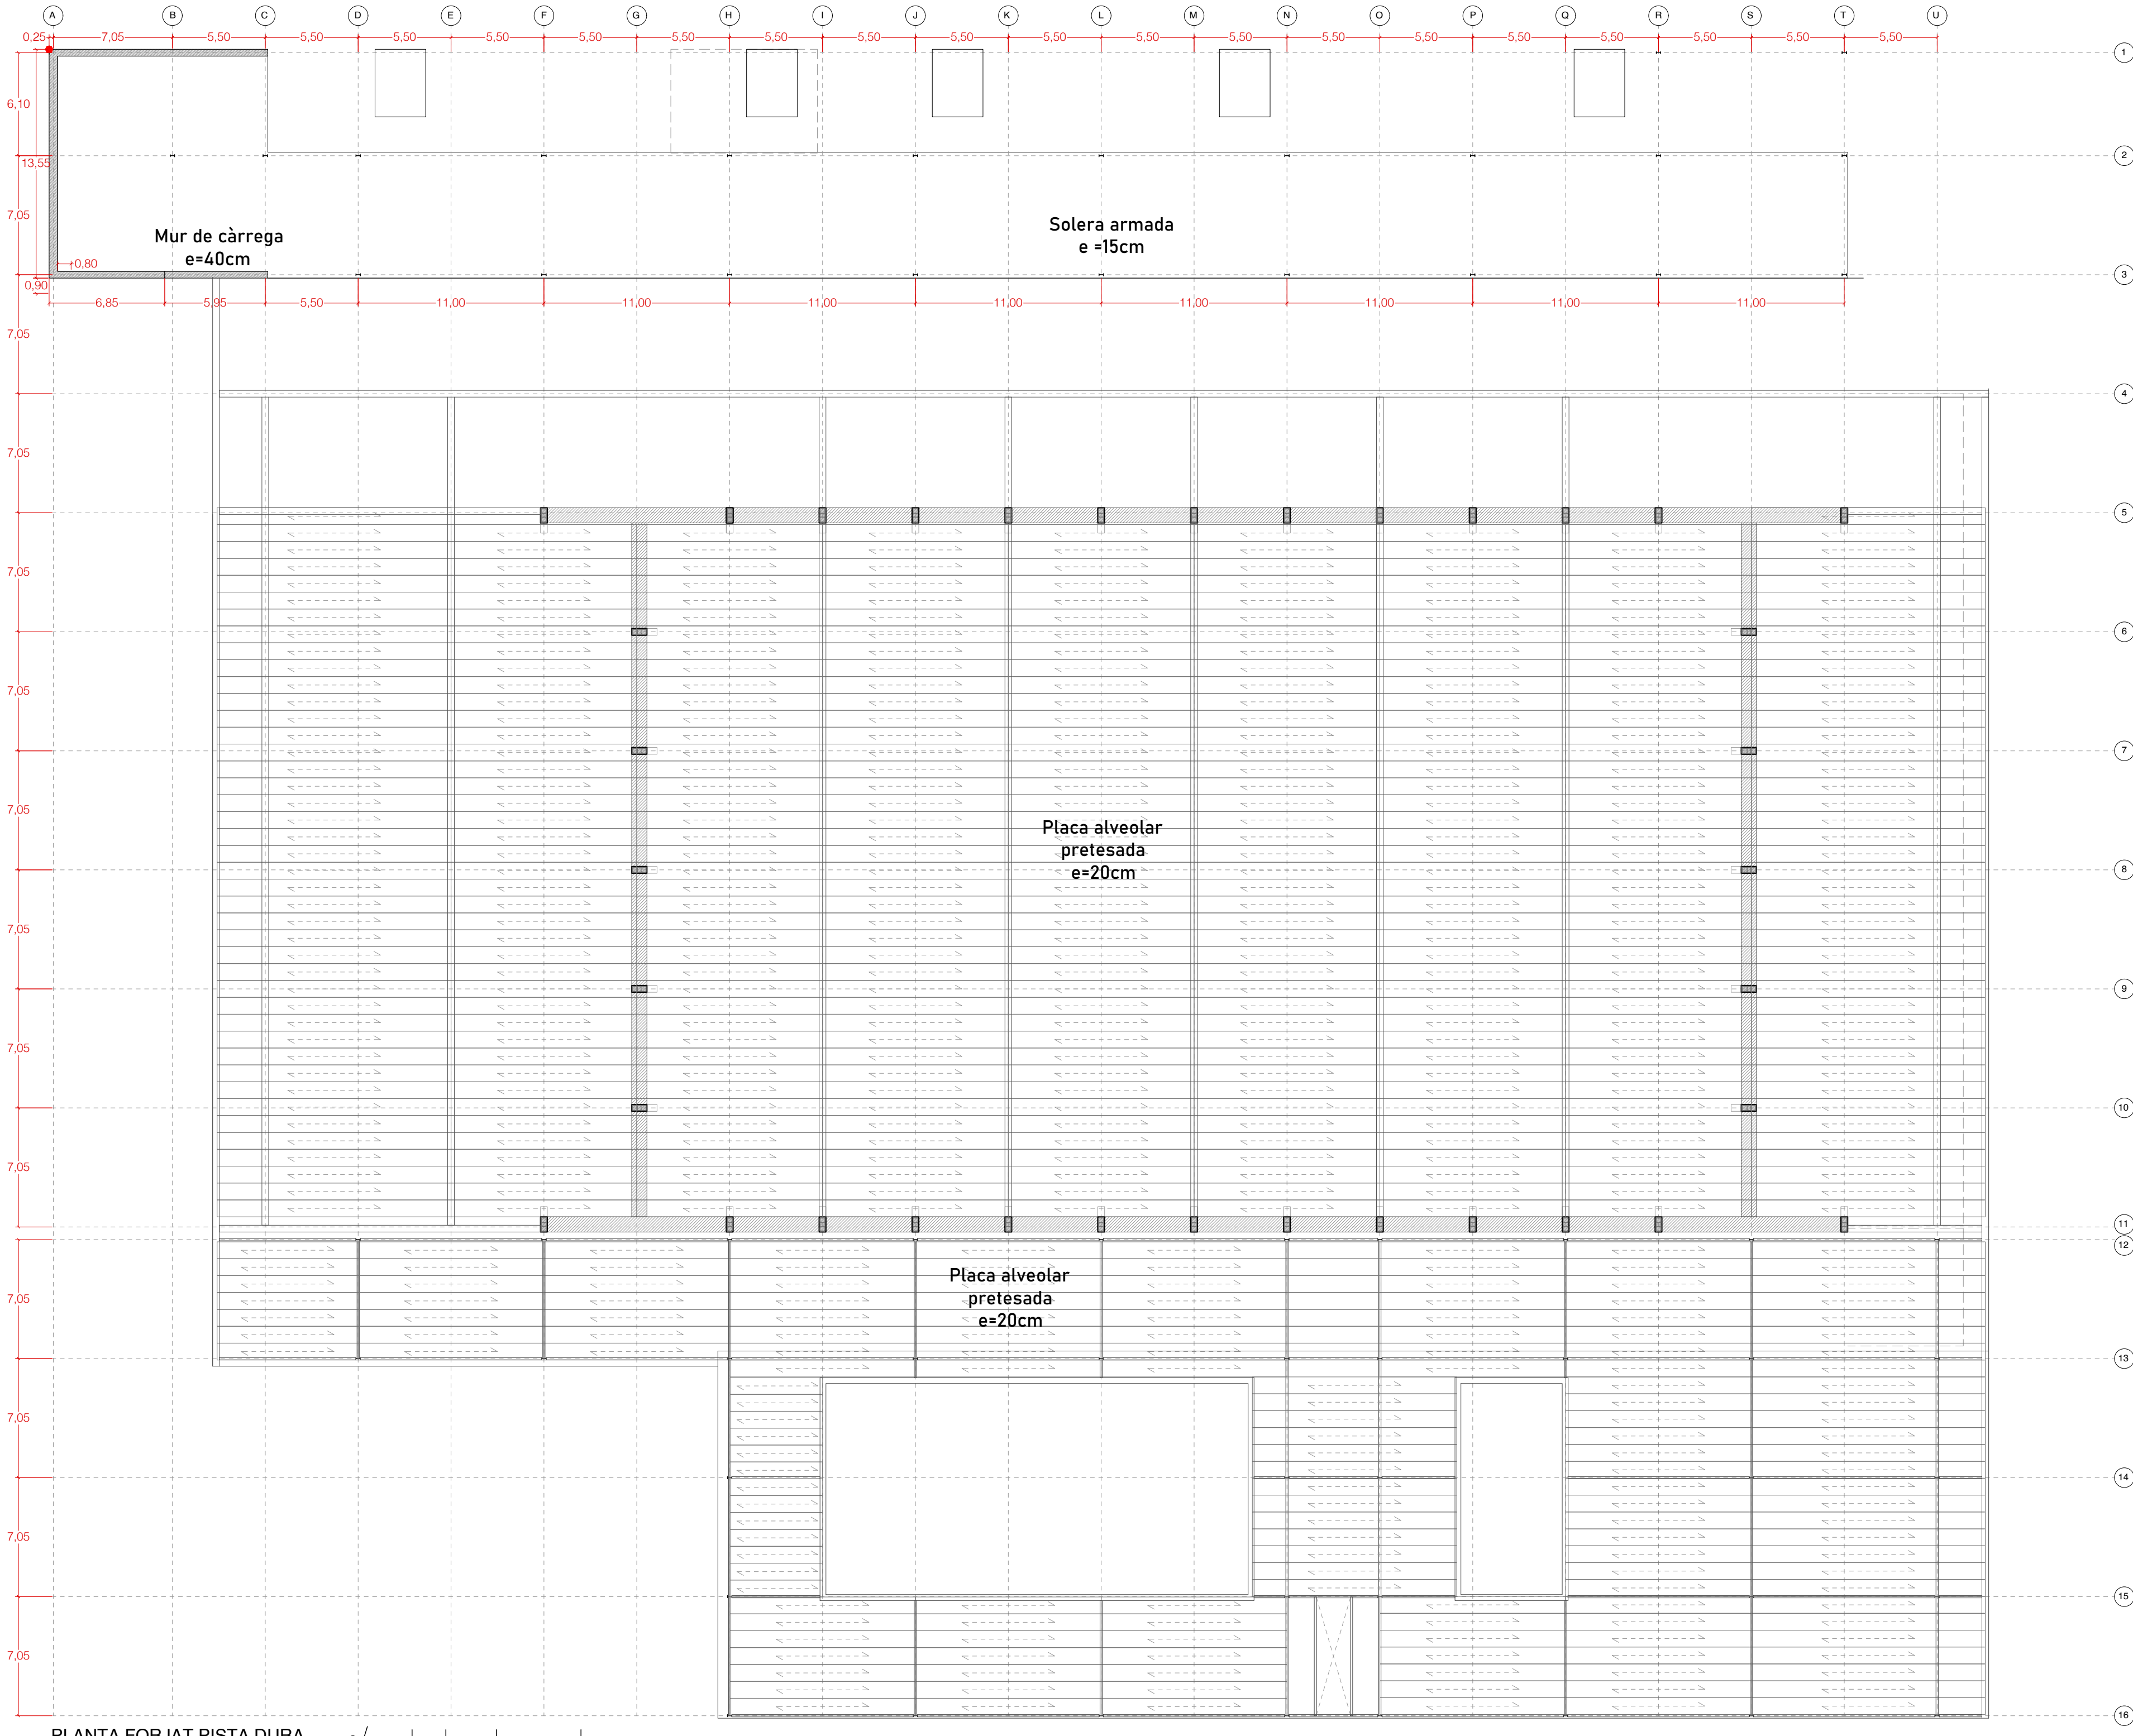 A B C D E F G H I J K L M N O P Q R S T U
0,25 7,05 5,50 5,50 5,50 5,50 5,50 5,50 5,50 5,50 5,50 5,50 5,50 5,50 5,50 5,50 5,50 5,50 5,50 5,50 5,50
1
6,10
2
13,55
7,05
Mur de càrrega
e=40cm
Solera armada
e =15cm
0,80
3
0,90
6,85 5,95 5,50 11,00 11,00 11,00 11,00 11,00 11,00 11,00 11,00
7,05
4
7,05
5
7,05
6
7,05
7
7,05
Placa alveolar
pretesada
e=20cm
8
7,05
9
7,05
10
7,05
11
12
Placa alveolar
pretesada
e=20cm
7,05
13
7,05
14
7,05
15
7,05
16
PLANTA FORJAT PISTA DURA